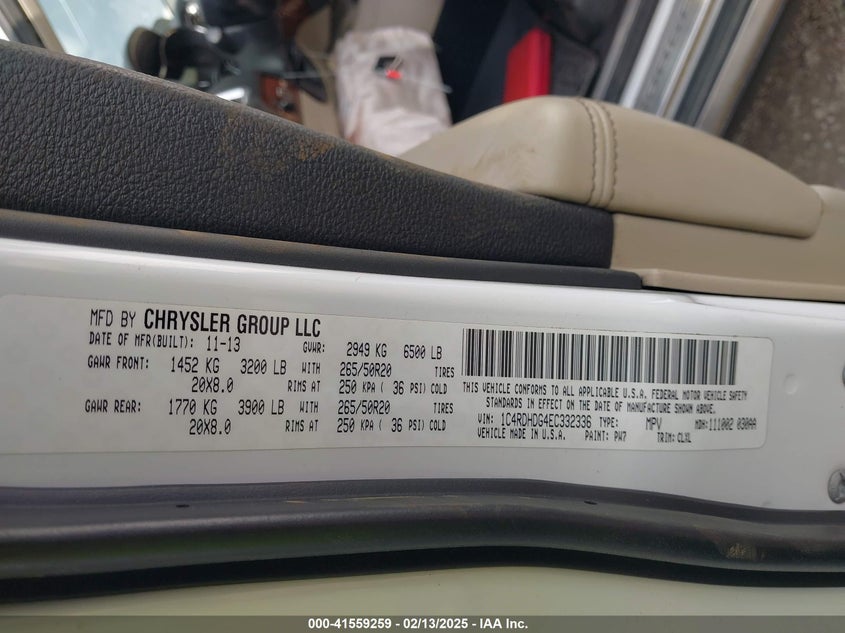 MFD BY CHRYSLER GROUP LLC
DATE OF MFR(BUILT): 11-13 GVWR: 2949 KG 6500 LB
GAWR FRONT: 1452 KG 3200 LB WITH 265/50R20 TIRES
20X8.0 RIMS AT 250 KPA ( 36 PSI) COLD
GAWR REAR: 1770 KG 3900 LB WITH 265/50R20 TIRES
20X8.0 RIMS AT 250 KPA ( 36 PSI) COLD
THIS VEHICLE CONFORMS TO ALL APPLICABLE U.S.A. FEDERAL MOTOR VEHICLE SAFETY
STANDARDS IN EFFECT ON THE DATE OF MANUFACTURE SHOWN ABOVE.
VIN: 1C4RDHDG4EC332336 TYPE: MPV MDH:111002 030AA
VEHICLE MADE IN U.S.A. PAINT: PW7 TRIM: CLXL
000-41559259 - 02/13/2025 - © IAA, Inc.